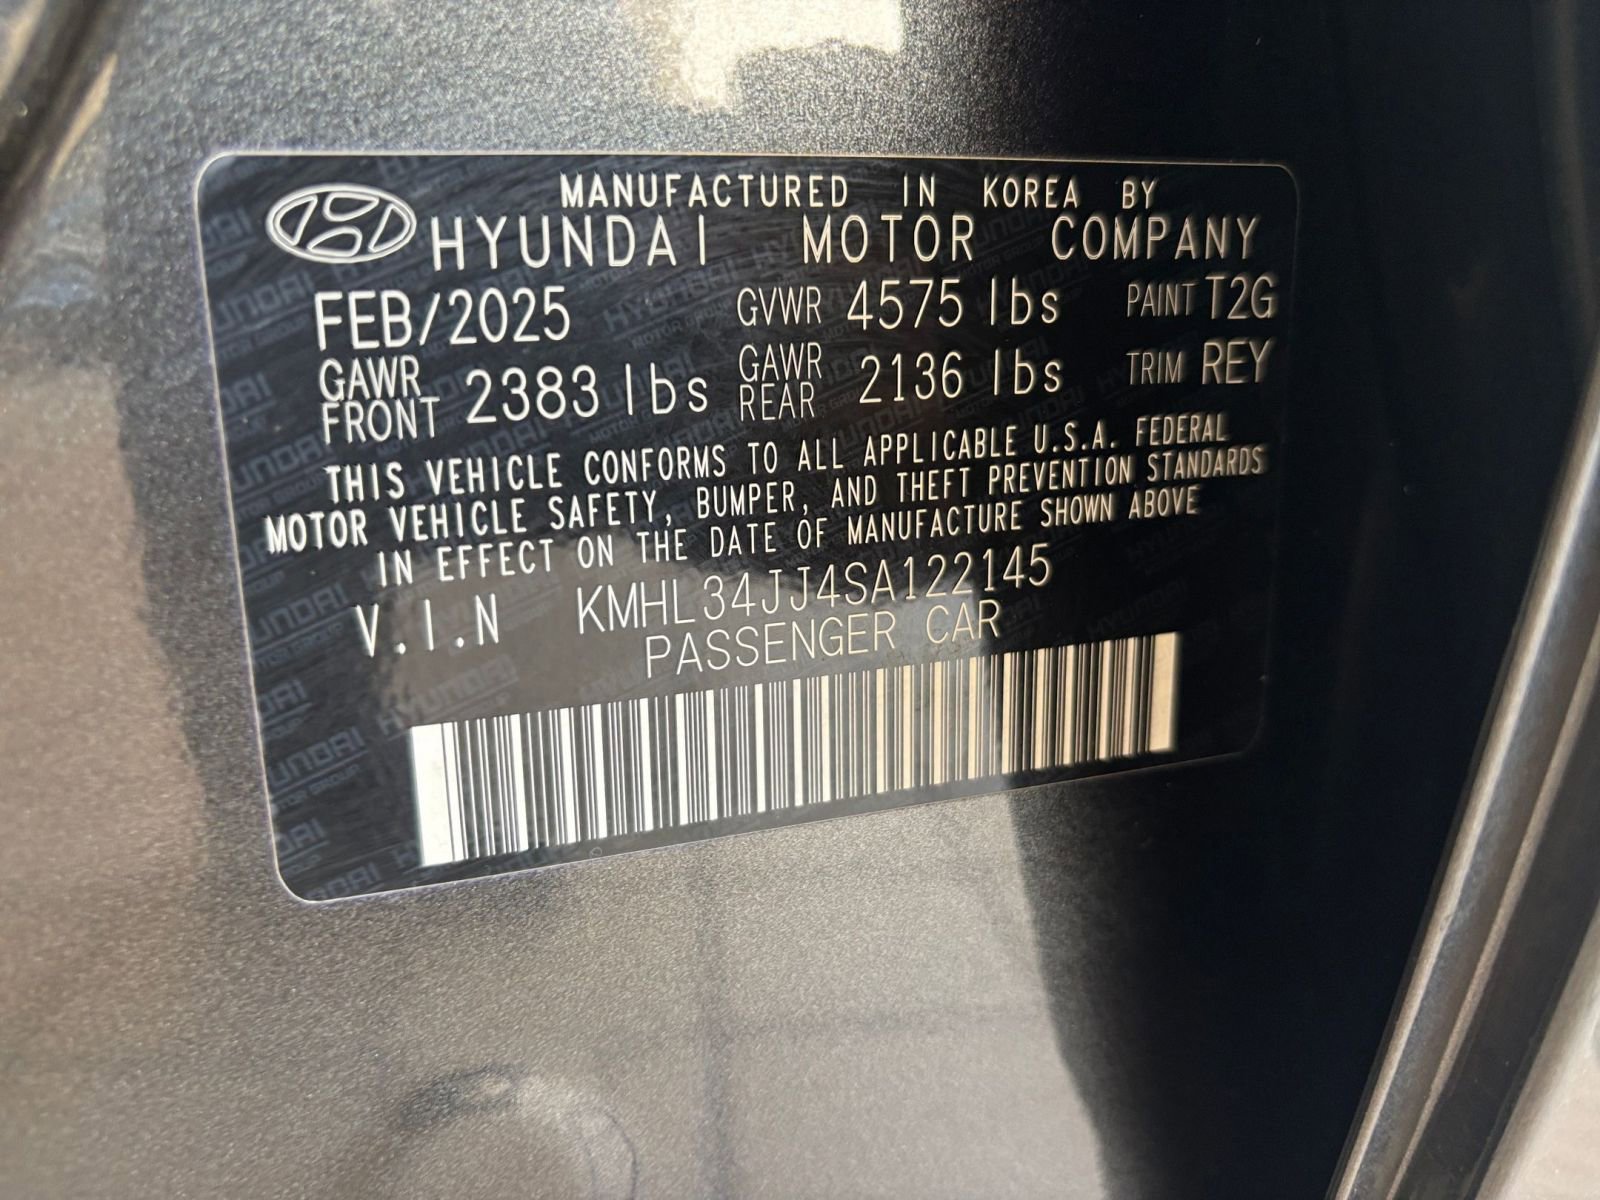 MANUFACTURED IN KOREA BY
HYUNDAI MOTOR COMPANY
FEB/2025 GVWR 4575 lbs PAINT T2G
GAWR FRONT 2383 lbs GAWR REAR 2136 lbs TRIM REY
THIS VEHICLE CONFORMS TO ALL APPLICABLE U.S.A. FEDERAL
MOTOR VEHICLE SAFETY, BUMPER, AND THEFT PREVENTION STANDARDS
IN EFFECT ON THE DATE OF MANUFACTURE SHOWN ABOVE
V.I.N KMHL34JJ4SA122145
PASSENGER CAR